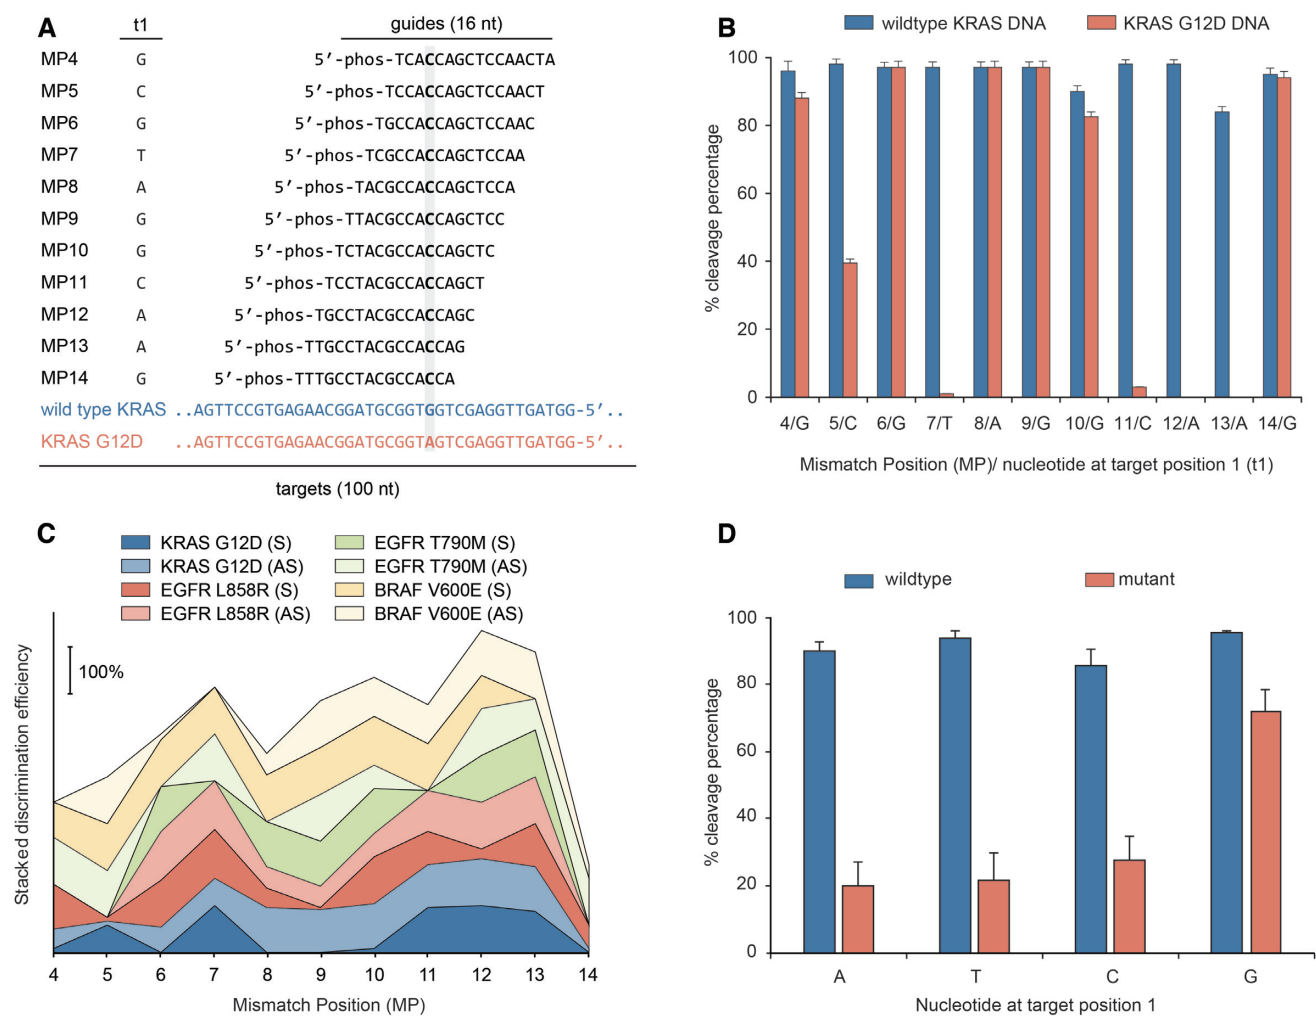 A
t1
guides (16 nt)
MP4 G 5’-phos-TCACCAGCTCCAACTA
MP5 C 5’-phos-TCCACCAGCTCCAACT
MP6 G 5’-phos-TGCCACCAGCTCCAAC
MP7 T 5’-phos-TCGCCACCAGCTCCAA
MP8 A 5’-phos-TACGCCACCAGCTCCA
MP9 G 5’-phos-TTACGCCACCAGCTCC
MP10 G 5’-phos-TCTACGCCACCAGCTC
MP11 C 5’-phos-TCCTACGCCACCAGCT
MP12 A 5’-phos-TGCCTACGCCACCAGC
MP13 A 5’-phos-TTGCCTACGCCACCAG
MP14 G 5’-phos-TTTGCCTACGCCACCA
wild type KRAS ..AGTTCCGTGAGAACGGATGCGGTGGTCGAGGTTGATGG-5’..
KRAS G12D ..AGTTCCGTGAGAACGGATGCGGTAGTCGAGGTTGATGG-5’..
targets (100 nt)
B
wildtype KRAS DNA
KRAS G12D DNA
% cleavage percentage
100
80
60
40
20
0
4/G 5/C 6/G 7/T 8/A 9/G 10/G 11/C 12/A 13/A 14/G
Mismatch Position (MP)/ nucleotide at target position 1 (t1)
C
KRAS G12D (S)
KRAS G12D (AS)
EGFR L858R (S)
EGFR L858R (AS)
EGFR T790M (S)
EGFR T790M (AS)
BRAF V600E (S)
BRAF V600E (AS)
Stacked discrimination efficiency
100%
4 5 6 7 8 9 10 11 12 13 14
Mismatch Position (MP)
D
wildtype
mutant
% cleavage percentage
100
80
60
40
20
0
A T C G
Nucleotide at target position 1